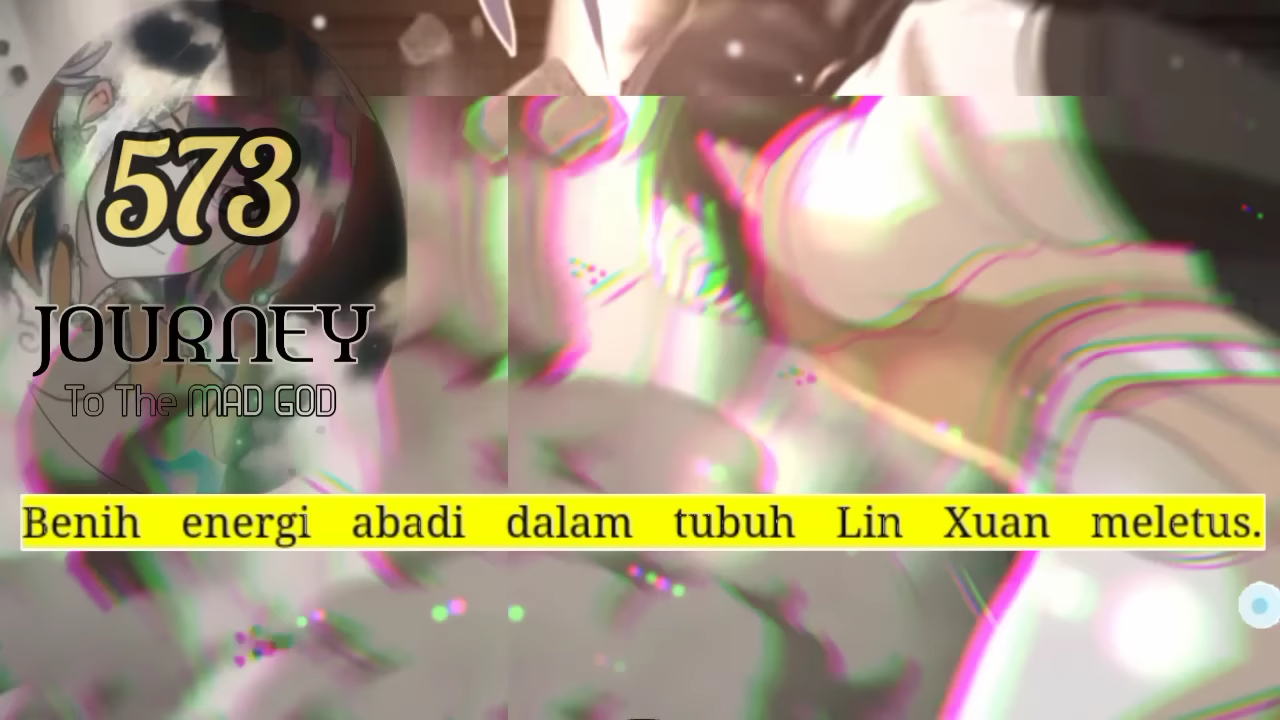 573
JOURNEY
To The MAD GOD
Benih energi abadi dalam tubuh Lin Xuan meletus.